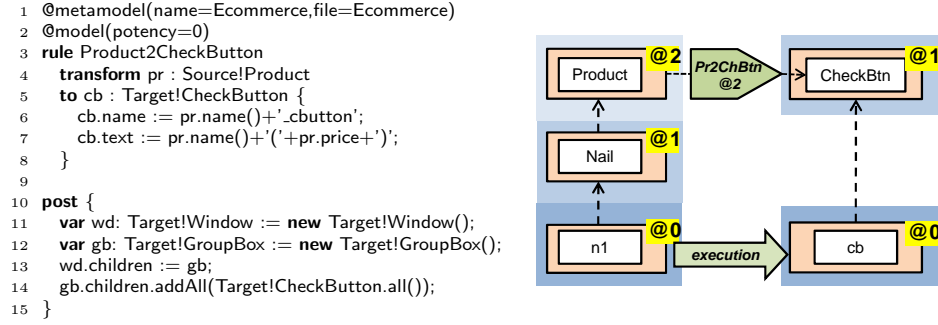 1 @metamodel(name=Ecommerce,file=Ecommerce)
2 @model(potency=0)
3 rule Product2CheckButton
4 transform pr : Source!Product
5 to cb : Target!CheckButton {
6 cb.name := pr.name()+'_cbutton';
7 cb.text := pr.name()+'('+pr.price+')';
8 }
9
10 post {
11 var wd: Target!Window := new Target!Window();
12 var gb: Target!GroupBox := new Target!GroupBox();
13 wd.children := gb;
14 gb.children.addAll(Target!CheckButton.all());
15 }
@2
Product
Pr2ChBtn
@2
@1
CheckBtn
@1
Nail
@0
n1
execution
@0
cb